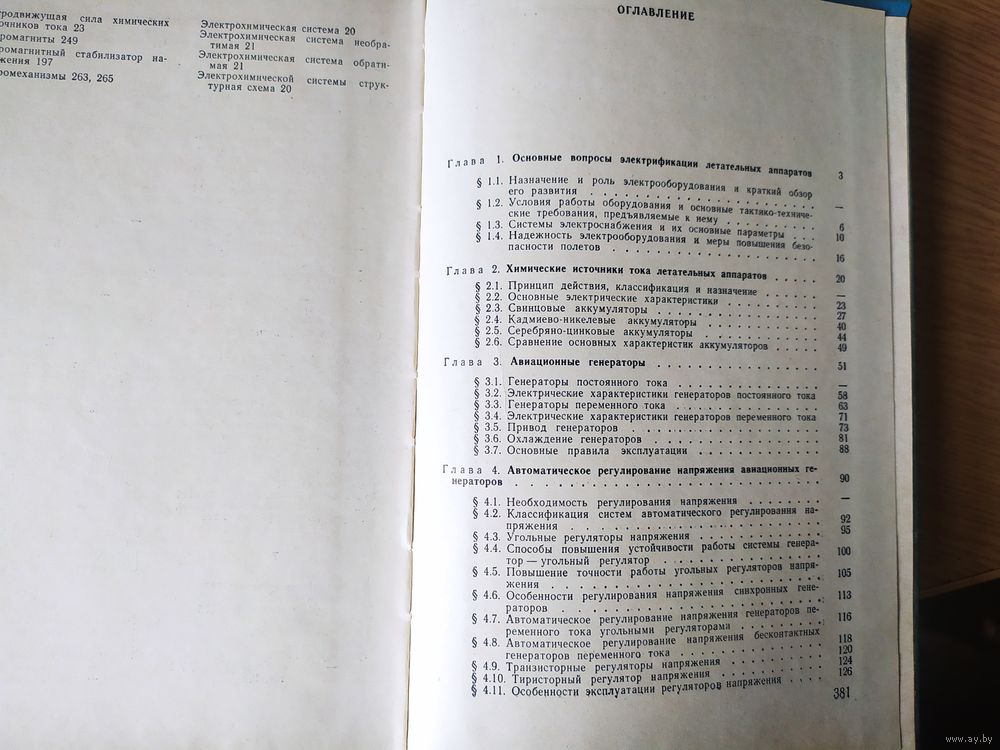 тродвижущая сила химических
очников тока 23
ромагниты 249
ромагнитный стабилизатор на-
жения 197
ромеханизмы 263, 265
Электрохимическая система 20
Электрохимическая система необра-
тимая 21
Электрохимическая система обрати-
мая 21
Электрохимической системы струк-
турная схема 20
ОГЛАВЛЕНИЕ
Глава 1. Основные вопросы электрификации летательных аппаратов 3
§ 1.1. Назначение и роль электрооборудования и краткий обзор
его развития . . . . . . . . . . . . . . . . . —
§ 1.2. Условия работы оборудования и основные тактико-техниче-
ские требования, предъявляемые к нему . . . . . . . . 6
§ 1.3. Системы электроснабжения и их основные параметры . . . 10
§ 1.4. Надежность электрооборудования и меры повышения безо-
пасности полетов . . . . . . . . . . . . . . . 16
Глава 2. Химические источники тока летательных аппаратов . . . . . 20
§ 2.1. Принцип действия, классификация и назначение . . . . . . —
§ 2.2. Основные электрические характеристики . . . . . . . . 23
§ 2.3. Свинцовые аккумуляторы . . . . . . . . . . . . . 27
§ 2.4. Кадмиево-никелевые аккумуляторы . . . . . . . . . . 40
§ 2.5. Серебряно-цинковые аккумуляторы . . . . . . . . . . 44
§ 2.6. Сравнение основных характеристик аккумуляторов . . . . . 49
Глава 3. Авиационные генераторы . . . . . . . . . . . . . . 51
§ 3.1. Генераторы постоянного тока . . . . . . . . . . . . —
§ 3.2. Электрические характеристики генераторов постоянного тока 58
§ 3.3. Генераторы переменного тока . . . . . . . . . . . . 63
§ 3.4. Электрические характеристики генераторов переменного тока 71
§ 3.5. Привод генераторов . . . . . . . . . . . . . . . 73
§ 3.6. Охлаждение генераторов . . . . . . . . . . . . . 81
§ 3.7. Основные правила эксплуатации . . . . . . . . . . . 88
Глава 4. Автоматическое регулирование напряжения авиационных ге-
нераторов . . . . . . . . . . . . . . . . . . . . . . 90
§ 4.1. Необходимость регулирования напряжения . . . . . . . —
§ 4.2. Классификация систем автоматического регулирования на-
пряжения . . . . . . . . . . . . . . . . . . . 92
§ 4.3. Угольные регуляторы напряжения . . . . . . . . . . 95
§ 4.4. Способы повышения устойчивости работы системы генера-
тор — угольный регулятор . . . . . . . . . . . . . 100
§ 4.5. Повышение точности работы угольных регуляторов напря-
жения . . . . . . . . . . . . . . . . . . . . 105
§ 4.6. Особенности регулирования напряжения синхронных гене-
раторов . . . . . . . . . . . . . . . . . . . 113
§ 4.7. Автоматическое регулирование напряжения генераторов пе-
ременного тока угольными регуляторами . . . . . . . . 116
§ 4.8. Автоматическое регулирование напряжения бесконтактных
генераторов переменного тока . . . . . . . . . . . . 118
§ 4.9. Транзисторные регуляторы напряжения . . . . . . . . 120
§ 4.10. Тиристорный регулятор напряжения . . . . . . . . . 124
§ 4.11. Особенности эксплуатации регуляторов напряжения . . . . 126
381
www.ay.by